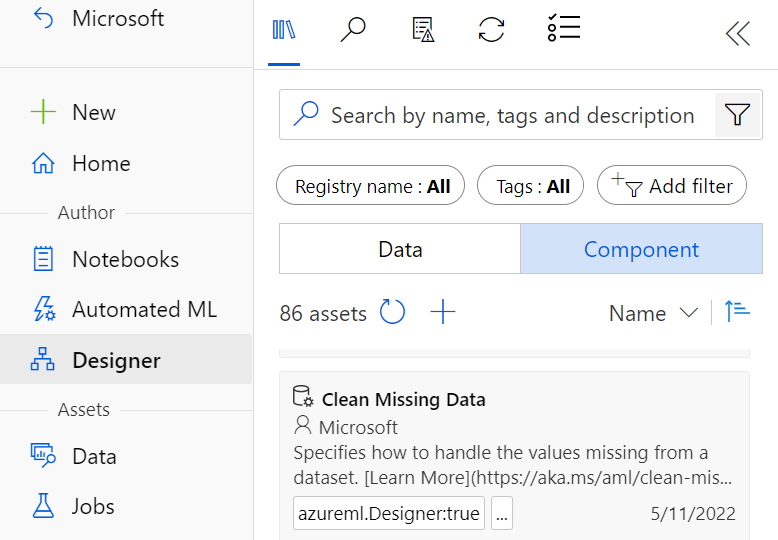 Microsoft
New
Home
Author
Notebooks
Automated ML
Designer
Assets
Data
Jobs
Search by name, tags and description
Registry name : All
Tags : All
Add filter
Data
Component
86 assets
Name
Clean Missing Data
Microsoft
Specifies how to handle the values missing from a
dataset. [Learn More](https://aka.ms/aml/clean-mis...
azureml.Designer:true
...
5/11/2022